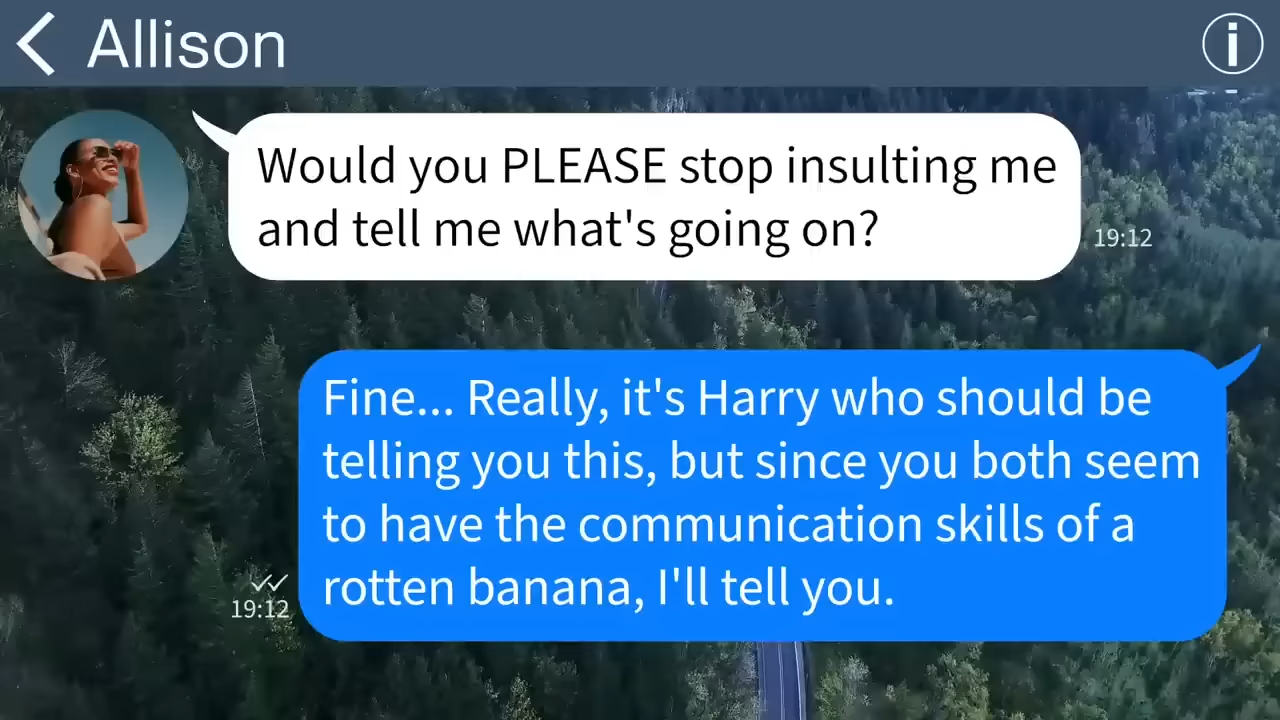 Allison
Would you PLEASE stop insulting me
and tell me what's going on?
19:12
Fine... Really, it's Harry who should be
telling you this, but since you both seem
to have the communication skills of a
rotten banana, I'll tell you.
19:12